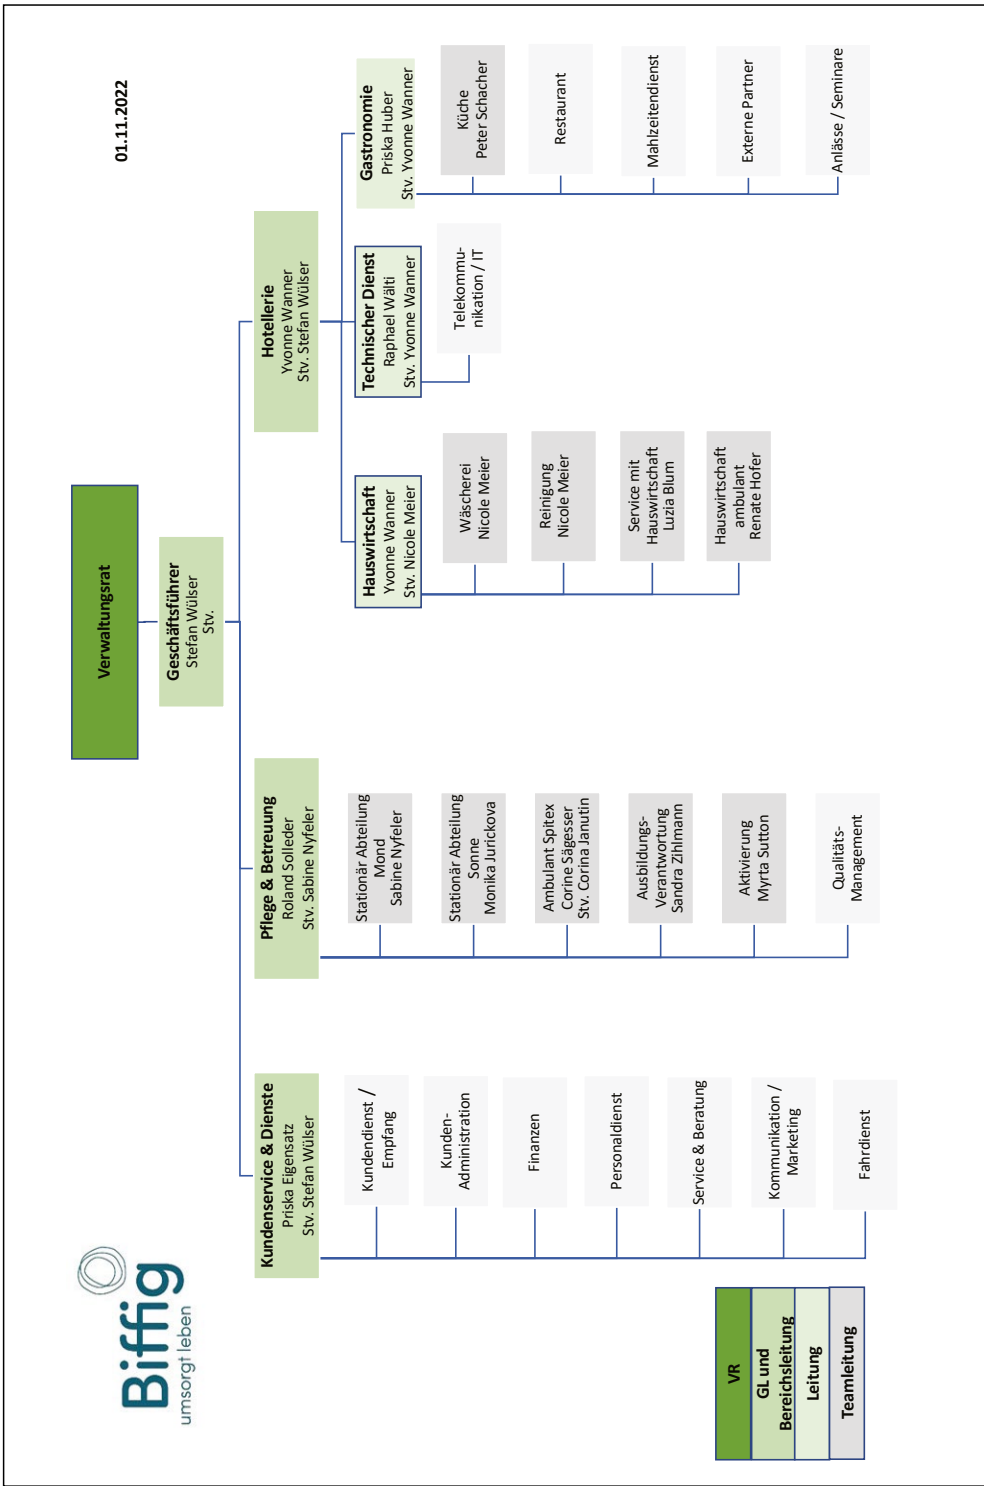 Biffig
umsorgt leben
01.11.2022
Verwaltungsrat
Geschäftsführer
Stefan Wülser
Stv.
Kundenservice & Dienste
Priska Eigensatz
Stv. Stefan Wülser
Kundendienst /
Empfang
Kunden-
Administration
Finanzen
Personaldienst
Service & Beratung
Kommunikation /
Marketing
Fahrdienst
Pflege & Betreuung
Roland Solleder
Stv. Sabine Nyfeler
Stationär Abteilung
Mond
Sabine Nyfeler
Stationär Abteilung
Sonne
Monika Jurickova
Ambulant Spitex
Corine Sägesser
Stv. Corina Janutin
Ausbildungs-
Verantwortung
Sandra Zihlmann
Aktivierung
Myrta Sutton
Qualitäts-
Management
Hotellerie
Yvonne Wanner
Stv. Stefan Wülser
Hauswirtschaft
Yvonne Wanner
Stv. Nicole Meier
Wäscherei
Nicole Meier
Reinigung
Nicole Meier
Service mit
Hauswirtschaft
Luzia Blum
Hauswirtschaft
ambulant
Renate Hofer
Technischer Dienst
Raphael Wälti
Stv. Yvonne Wanner
Telekommu-
nikation / IT
Gastronomie
Priska Huber
Stv. Yvonne Wanner
Küche
Peter Schacher
Restaurant
Mahlzeitendienst
Externe Partner
Anlässe / Seminare
VR
GL und
Bereichsleitung
Leitung
Teamleitung